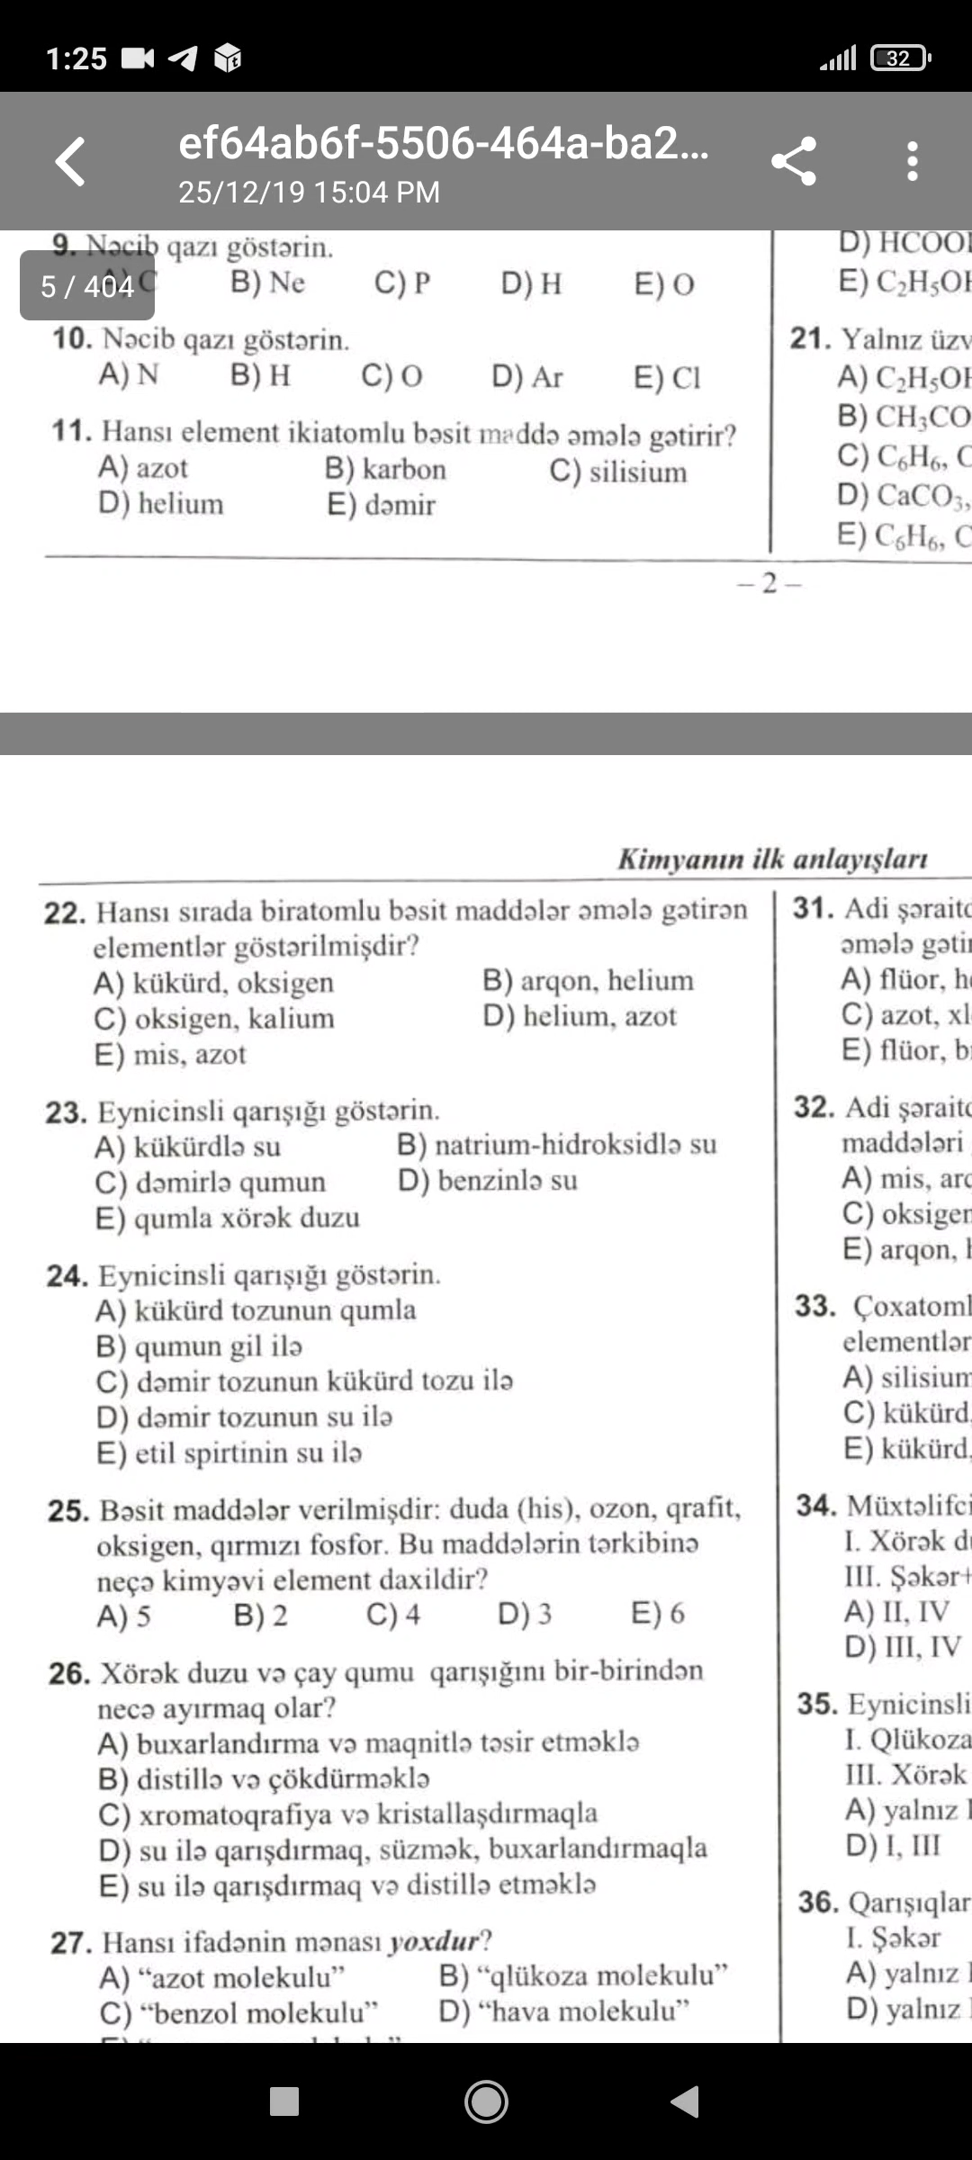 1:25
32
ef64ab6f-5506-464a-ba2...
25/12/19 15:04 PM
5 / 404
9. Nəcib qazı göstərin.
A) C B) Ne C) P D) H E) O
10. Nəcib qazı göstərin.
A) N B) H C) O D) Ar E) Cl
11. Hansı element ikiatomlu bəsit maddə əmələ gətirir?
A) azot B) karbon C) silisium
D) helium E) dəmir
D) HCOO
E) C₂H₅O
21. Yalnız üzv
A) C₂H₅O
B) CH₃CO
C) C₆H₆, C
D) CaCO₃,
E) C₆H₆, C
– 2 –
Kimyanın ilk anlayışları
22. Hansı sırada biratomlu bəsit maddələr əmələ gətirən
elementlər göstərilmişdir?
A) kükürd, oksigen B) arqon, helium
C) oksigen, kalium D) helium, azot
E) mis, azot
23. Eynicinsli qarışığı göstərin.
A) kükürdlə su B) natrium-hidroksidlə su
C) dəmirlə qumun D) benzinlə su
E) qumla xörək duzu
24. Eynicinsli qarışığı göstərin.
A) kükürd tozunun qumla
B) qumun gil ilə
C) dəmir tozunun kükürd tozu ilə
D) dəmir tozunun su ilə
E) etil spirtinin su ilə
25. Bəsit maddələr verilmişdir: duda (his), ozon, qrafit,
oksigen, qırmızı fosfor. Bu maddələrin tərkibinə
neçə kimyəvi element daxildir?
A) 5 B) 2 C) 4 D) 3 E) 6
26. Xörək duzu və çay qumu qarışığını bir-birindən
necə ayırmaq olar?
A) buxarlandırma və maqnitlə təsir etməklə
B) distillə və çökdürməklə
C) xromatoqrafiya və kristallaşdırmaqla
D) su ilə qarışdırmaq, süzmək, buxarlandırmaqla
E) su ilə qarışdırmaq və distillə etməklə
27. Hansı ifadənin mənası yoxdur?
A) “azot molekulu” B) “qlükoza molekulu”
C) “benzol molekulu” D) “hava molekulu”
31. Adi şərait
əmələ gəti
A) flüor, h
C) azot, xl
E) flüor, b
32. Adi şərait
maddələri
A) mis, ar
C) oksige
E) arqon,
33. Çoxatoml
elementlər
A) silisium
C) kükürd,
E) kükürd,
34. Müxtəlifci
I. Xörək d
III. Şəkər+
A) II, IV
D) III, IV
35. Eynicinsli
I. Qlükoza
III. Xörək
A) yalnız
D) I, III
36. Qarışıqlar
I. Şəkər
A) yalnız
D) yalnız